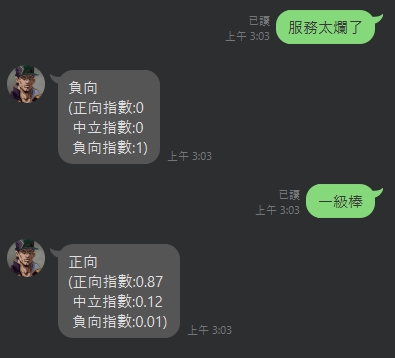 已讀
上午 3:03
服務太爛了
負向
(正向指數:0
中立指數:0
負向指數:1)
上午 3:03
已讀
上午 3:03
一級棒
正向
(正向指數:0.87
中立指數:0.12
負向指數:0.01)
上午 3:03